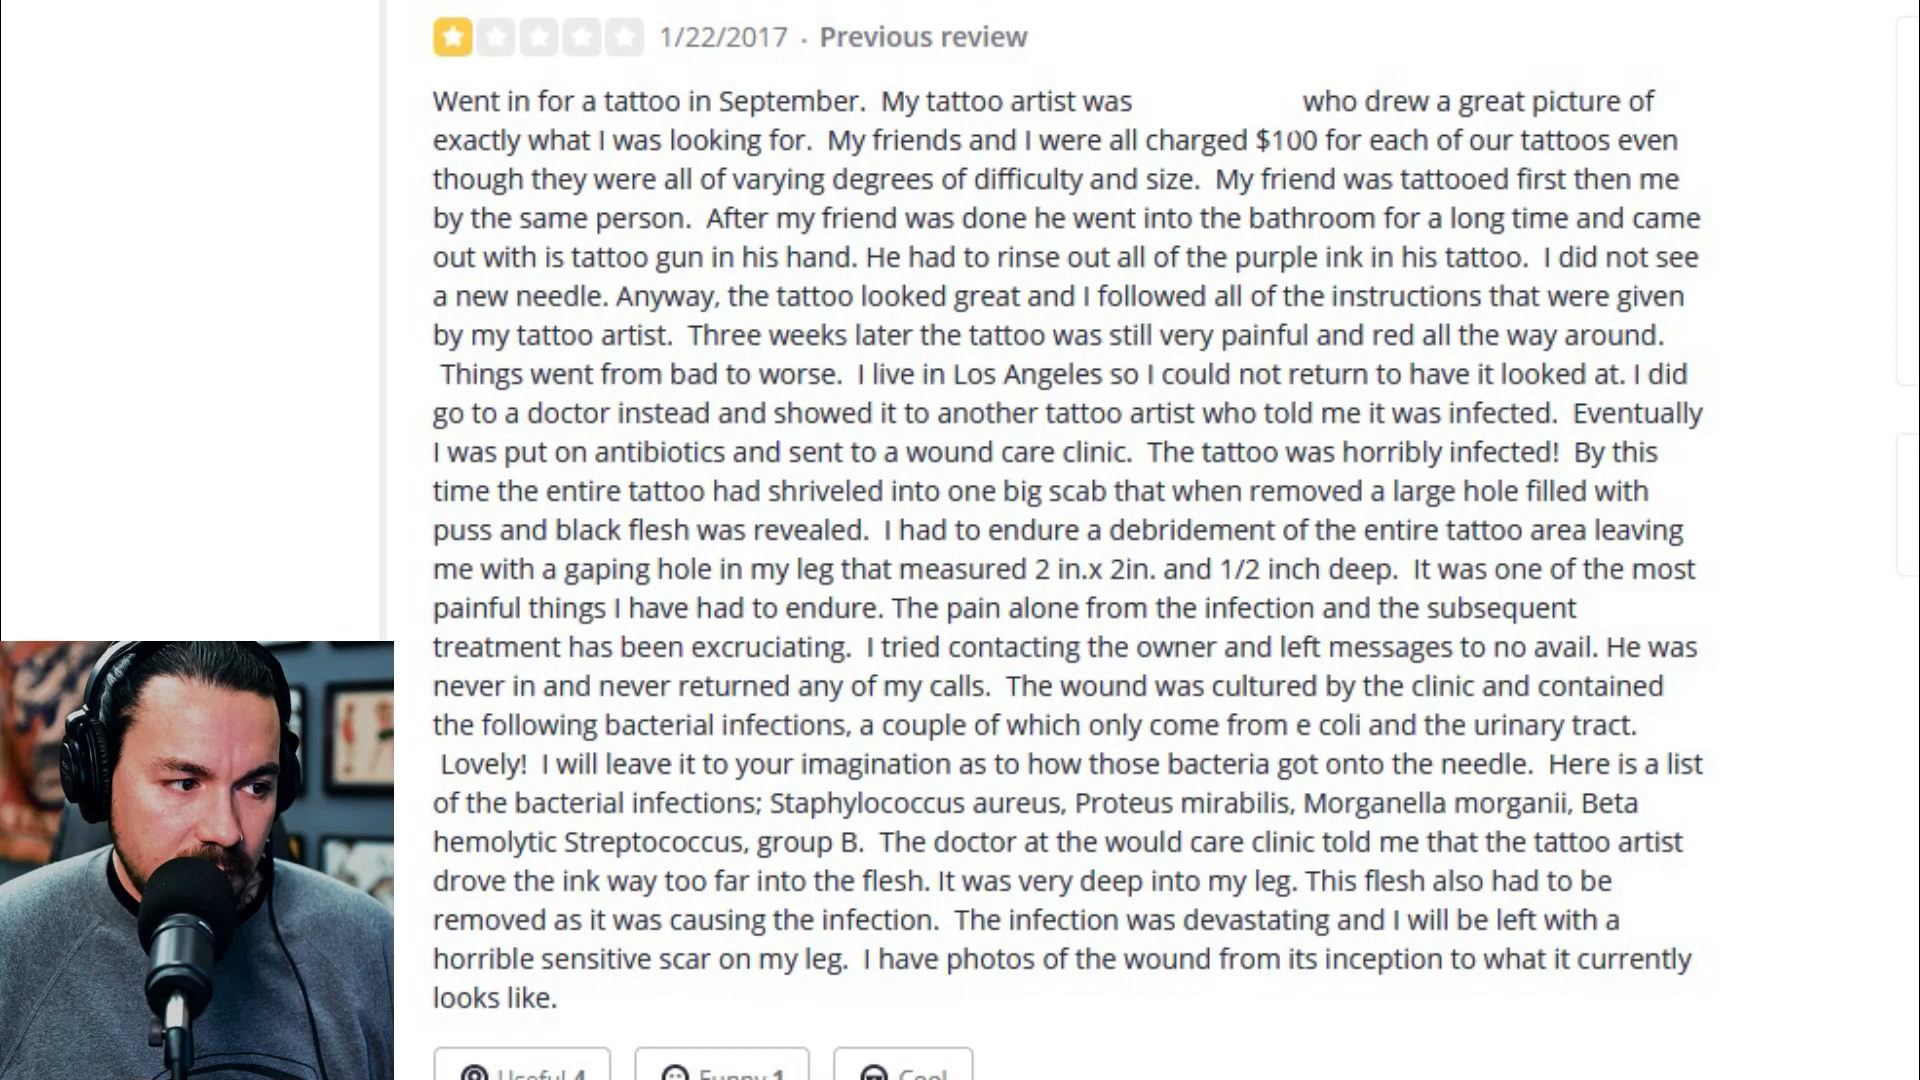 1/22/2017 · Previous review
Went in for a tattoo in September.  My tattoo artist was who drew a great picture of
exactly what I was looking for.  My friends and I were all charged $100 for each of our tattoos even
though they were all of varying degrees of difficulty and size.  My friend was tattooed first then me
by the same person.  After my friend was done he went into the bathroom for a long time and came
out with is tattoo gun in his hand. He had to rinse out all of the purple ink in his tattoo.  I did not see
a new needle. Anyway, the tattoo looked great and I followed all of the instructions that were given
by my tattoo artist.  Three weeks later the tattoo was still very painful and red all the way around.
Things went from bad to worse.  I live in Los Angeles so I could not return to have it looked at. I did
go to a doctor instead and showed it to another tattoo artist who told me it was infected.  Eventually
I was put on antibiotics and sent to a wound care clinic.  The tattoo was horribly infected!  By this
time the entire tattoo had shriveled into one big scab that when removed a large hole filled with
puss and black flesh was revealed.  I had to endure a debridement of the entire tattoo area leaving
me with a gaping hole in my leg that measured 2 in.x 2in. and 1/2 inch deep.  It was one of the most
painful things I have had to endure. The pain alone from the infection and the subsequent
treatment has been excruciating.  I tried contacting the owner and left messages to no avail. He was
never in and never returned any of my calls.  The wound was cultured by the clinic and contained
the following bacterial infections, a couple of which only come from e coli and the urinary tract.
Lovely!  I will leave it to your imagination as to how those bacteria got onto the needle.  Here is a list
of the bacterial infections; Staphylococcus aureus, Proteus mirabilis, Morganella morganii, Beta
hemolytic Streptococcus, group B.  The doctor at the would care clinic told me that the tattoo artist
drove the ink way too far into the flesh. It was very deep into my leg. This flesh also had to be
removed as it was causing the infection.  The infection was devastating and I will be left with a
horrible sensitive scar on my leg.  I have photos of the wound from its inception to what it currently
looks like.
Useful 4 Funny 1 Cool